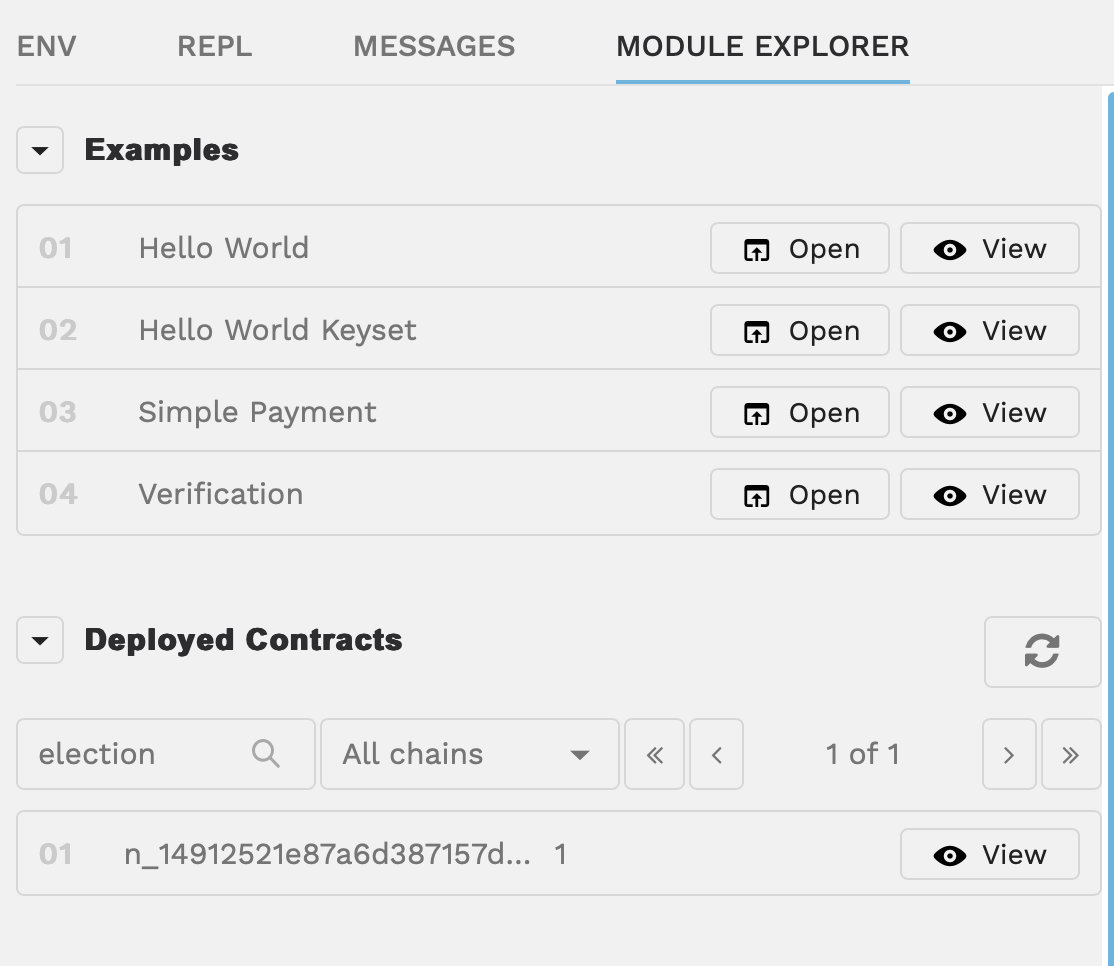 ENV REPL MESSAGES MODULE EXPLORER
Examples
01 Hello World Open View
02 Hello World Keyset Open View
03 Simple Payment Open View
04 Verification Open View
Deployed Contracts
election All chains « ‹ 1 of 1 › »
01 n_14912521e87a6d387157d... 1 View